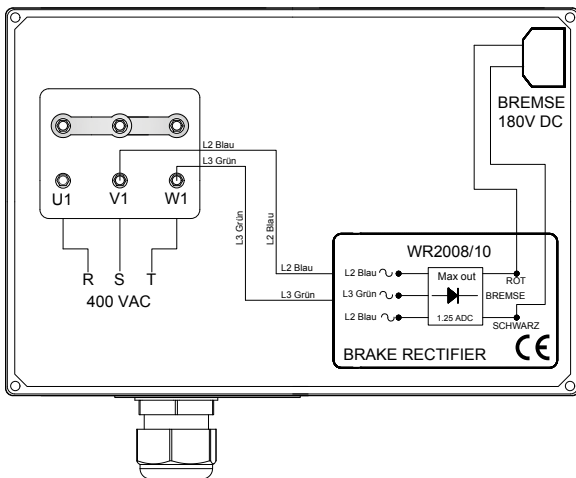 BREMSE
180V DC
L2 Blau
L3 Grün
U1 V1 W1
L3 Grün
L2 Blau
R S T
400 VAC
WR2008/10
L2 Blau
L3 Grün
L2 Blau
L3 Grün
L2 Blau
Max out
1.25 ADC
ROT
BREMSE
SCHWARZ
BRAKE RECTIFIER
CE